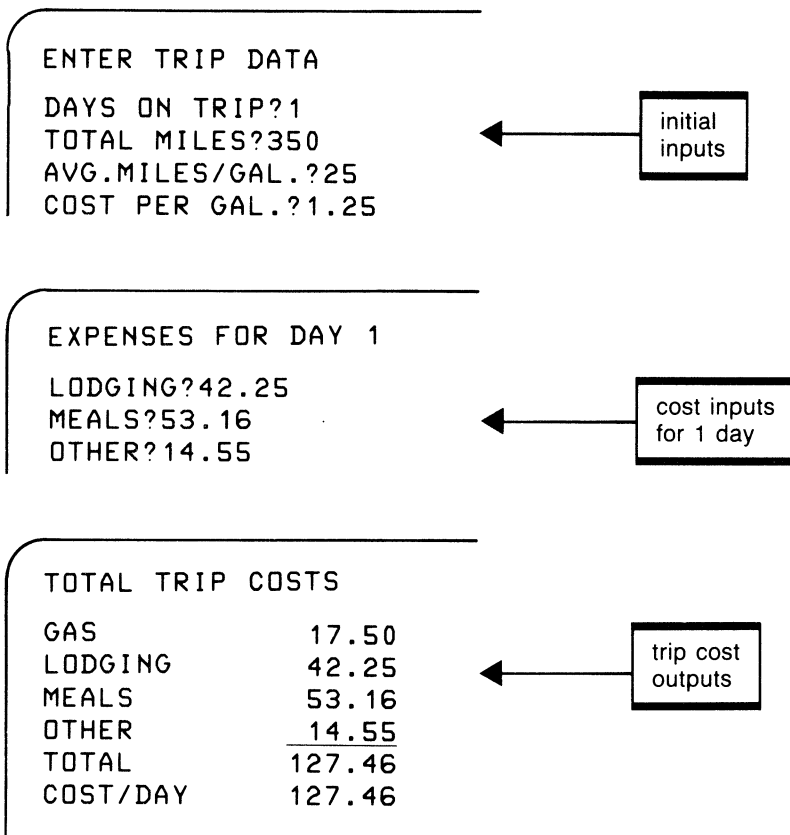 ENTER TRIP DATA
DAYS ON TRIP?1
TOTAL MILES?350
AVG.MILES/GAL.?25
COST PER GAL.?1.25
initial
inputs
EXPENSES FOR DAY 1
LODGING?42.25
MEALS?53.16
OTHER?14.55
cost inputs
for 1 day
TOTAL TRIP COSTS
GAS 17.50
LODGING 42.25
MEALS 53.16
OTHER 14.55
TOTAL 127.46
COST/DAY 127.46
trip cost
outputs